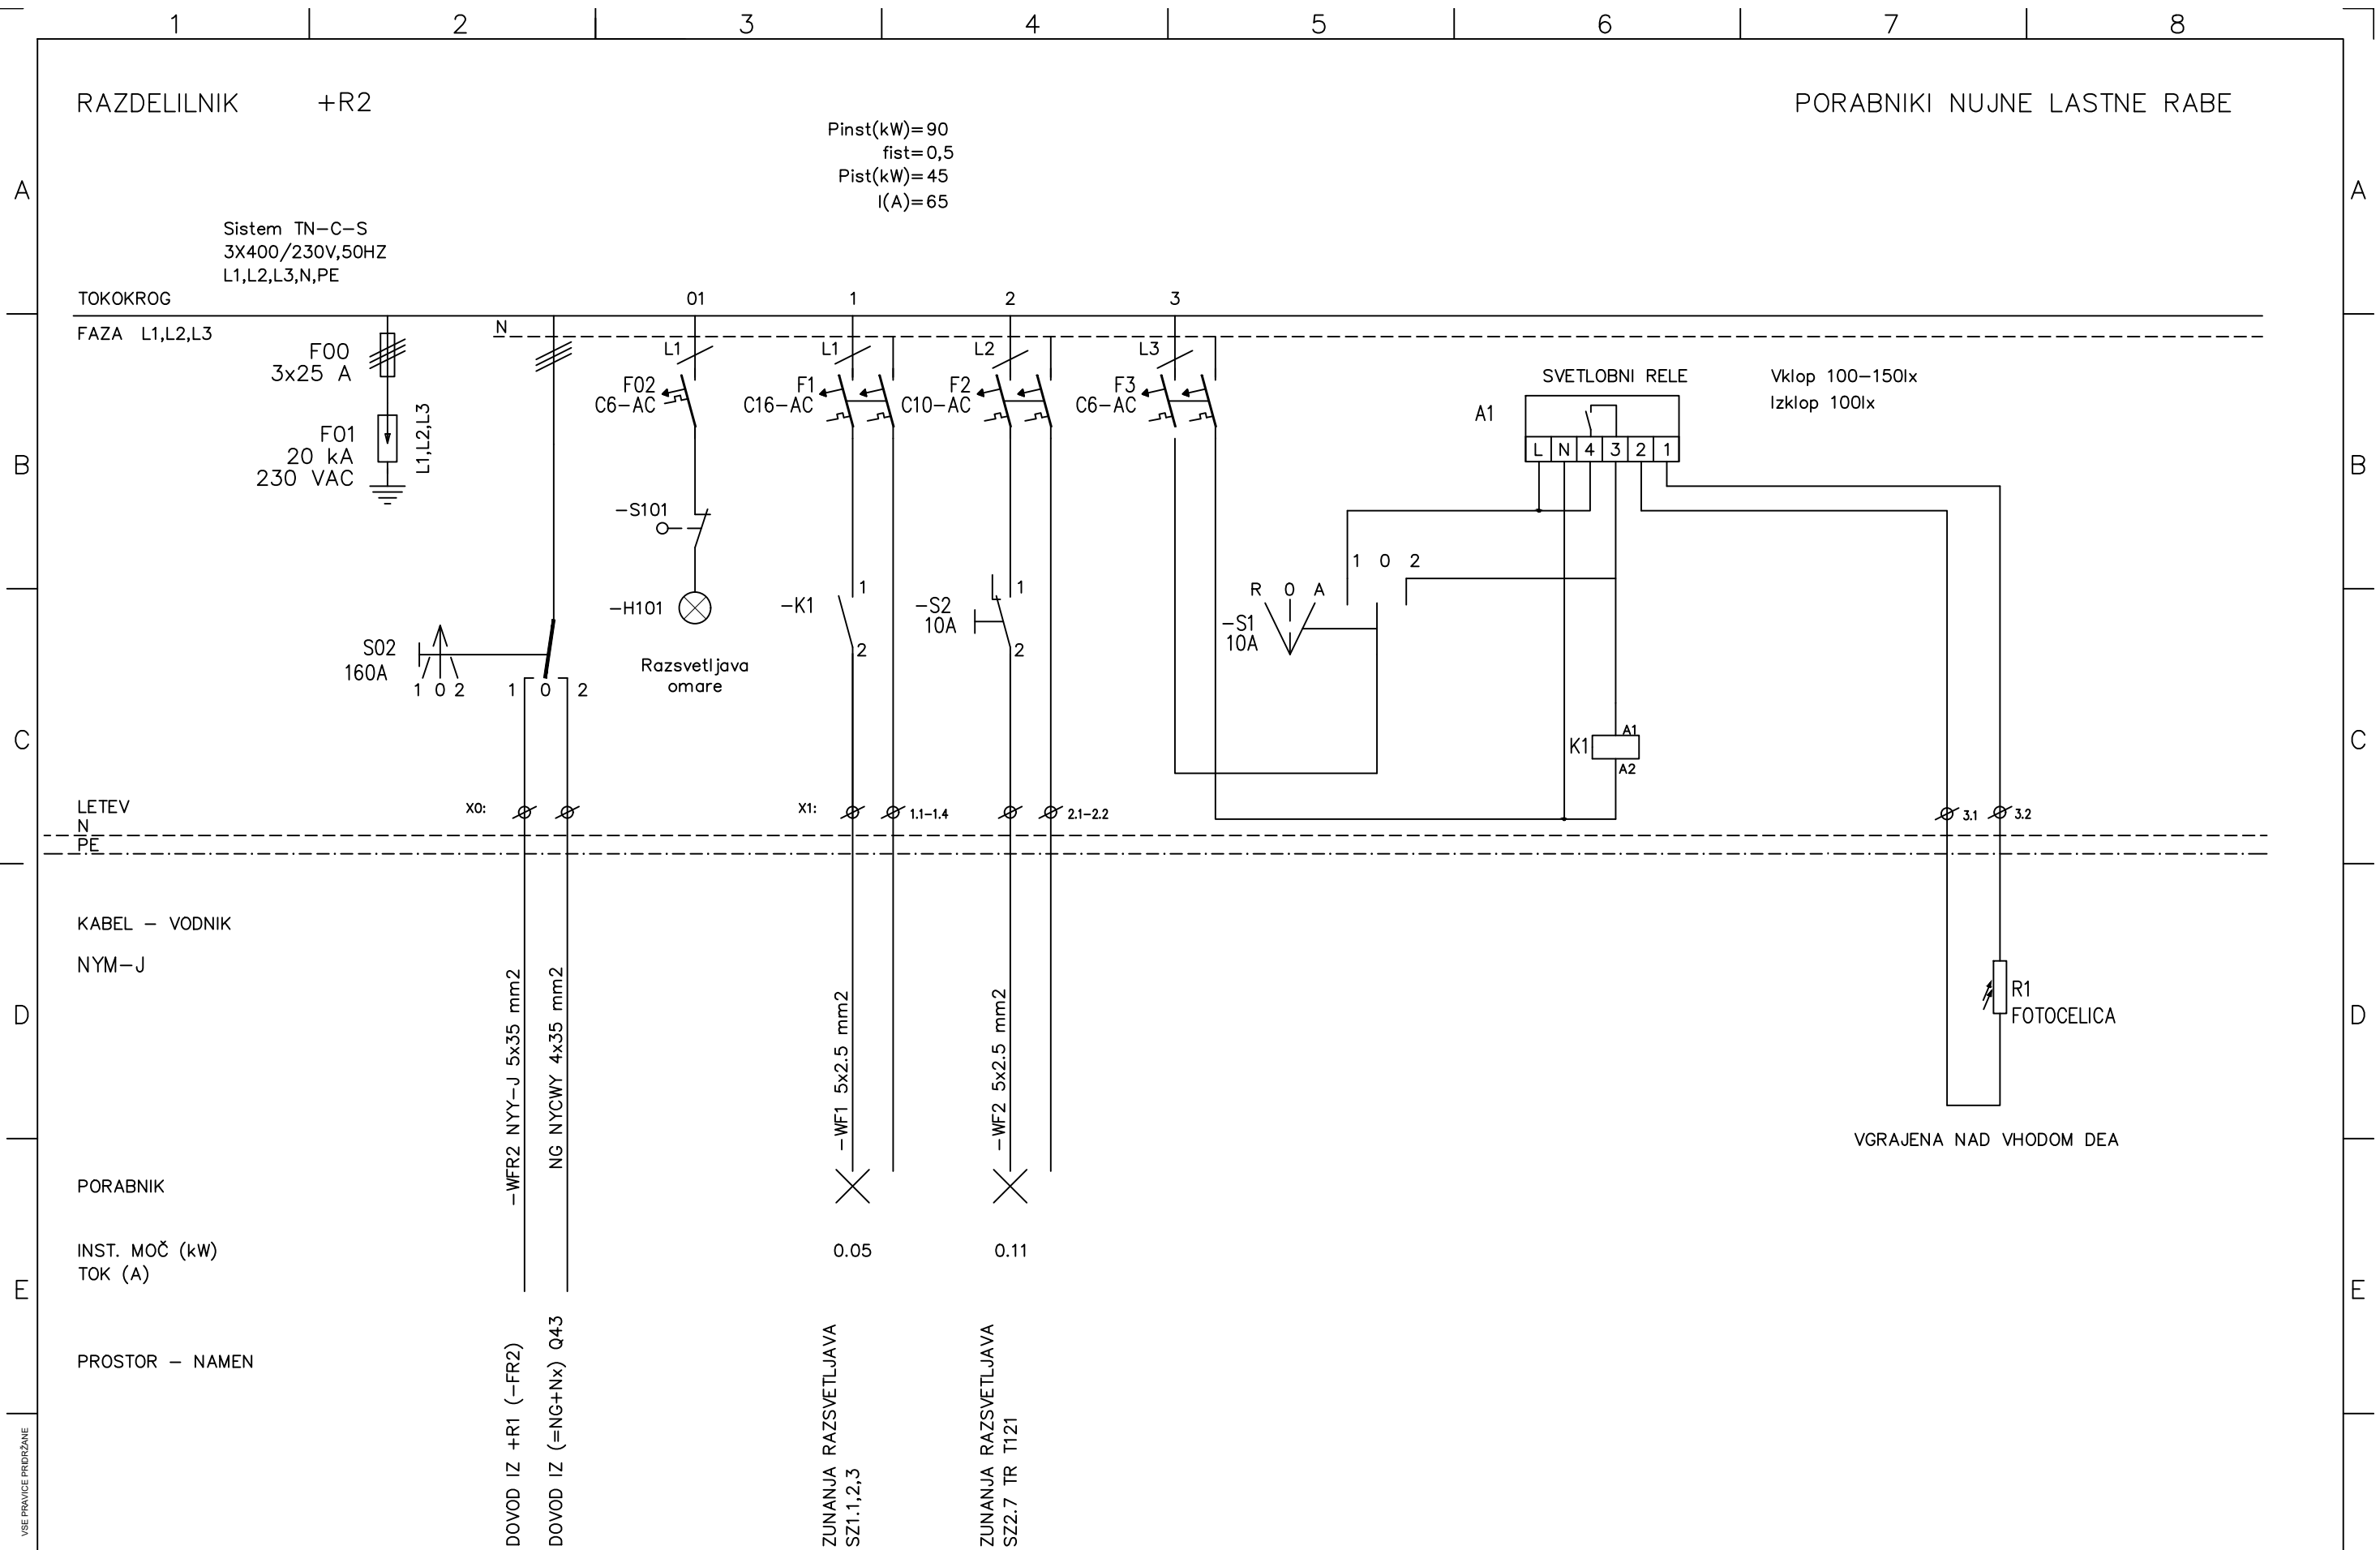 1 2 3 4 5 6 7 8
RAZDELILNIK +R2
PORABNIKI NUJNE LASTNE RABE
Pinst(kW)=90
fist=0,5
Pist(kW)=45
I(A)=65
A A
Sistem TN-C-S
3X400/230V,50HZ
L1,L2,L3,N,PE
TOKOKROG 01 1 2 3
FAZA L1,L2,L3
N
F00
3x25 A
F01
20 kA
230 VAC
L1,L2,L3
L1
F02
C6-AC
L1
F1
C16-AC
L2
F2
C10-AC
L3
F3
C6-AC
SVETLOBNI RELE
A1
L N 4 3 2 1
Vklop 100-150lx
Izklop 100lx
B B
-S101
-H101
Razsvetljava
omare
-K1
1
2
-S2
10A
1
2
1 0 2
R 0 A
-S1
10A
S02
160A
1 0 2
1 0 2
K1
A1
A2
C C
LETEV
X0:
X1:
1.1-1.4
2.1-2.2
3.1
3.2
N
PE
KABEL - VODNIK
NYM-J
-WFR2 NYY-J 5x35 mm2
NG NYCWY 4x35 mm2
-WF1 5x2.5 mm2
-WF2 5x2.5 mm2
R1
FOTOCELICA
D D
VGRAJENA NAD VHODOM DEA
PORABNIK
INST. MOČ (kW) 0.05 0.11
TOK (A)
E E
PROSTOR - NAMEN
DOVOD IZ +R1 (-FR2)
DOVOD IZ (=NG+Nx) Q43
ZUNANJA RAZSVETLJAVA
SZ1.1,2,3
ZUNANJA RAZSVETLJAVA
SZ2.7 TR T121
VSE PRAVICE PRIDRŽANE